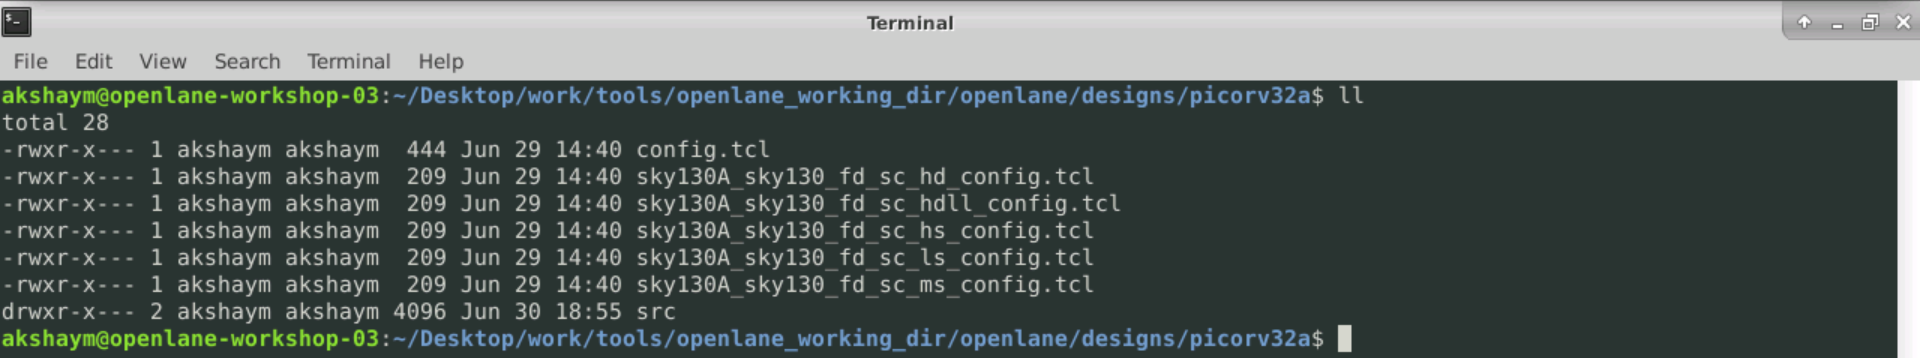 Terminal
File Edit View Search Terminal Help
akshaym@openlane-workshop-03:~/Desktop/work/tools/openlane_working_dir/openlane/designs/picorv32a$ ll
total 28
-rwxr-x--- 1 akshaym akshaym  444 Jun 29 14:40 config.tcl
-rwxr-x--- 1 akshaym akshaym  209 Jun 29 14:40 sky130A_sky130_fd_sc_hd_config.tcl
-rwxr-x--- 1 akshaym akshaym  209 Jun 29 14:40 sky130A_sky130_fd_sc_hdll_config.tcl
-rwxr-x--- 1 akshaym akshaym  209 Jun 29 14:40 sky130A_sky130_fd_sc_hs_config.tcl
-rwxr-x--- 1 akshaym akshaym  209 Jun 29 14:40 sky130A_sky130_fd_sc_ls_config.tcl
-rwxr-x--- 1 akshaym akshaym  209 Jun 29 14:40 sky130A_sky130_fd_sc_ms_config.tcl
drwxr-x--- 2 akshaym akshaym 4096 Jun 30 18:55 src
akshaym@openlane-workshop-03:~/Desktop/work/tools/openlane_working_dir/openlane/designs/picorv32a$